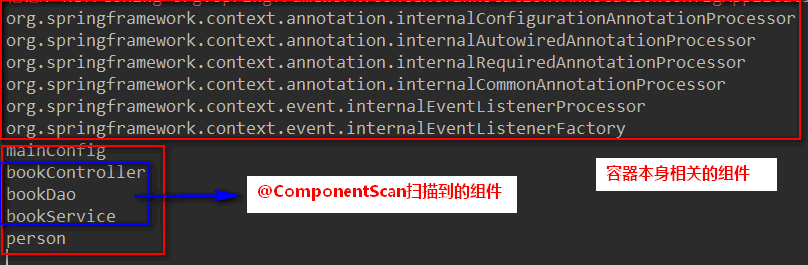 org.springframework.context.annotation.internalConfigurationAnnotationProcessor
org.springframework.context.annotation.internalAutowiredAnnotationProcessor
org.springframework.context.annotation.internalRequiredAnnotationProcessor
org.springframework.context.annotation.internalCommonAnnotationProcessor
org.springframework.context.event.internalEventListenerProcessor
org.springframework.context.event.internalEventListenerFactory
mainConfig
bookController
bookDao
bookService
person
@ComponentScan扫描到的组件
容器本身相关的组件